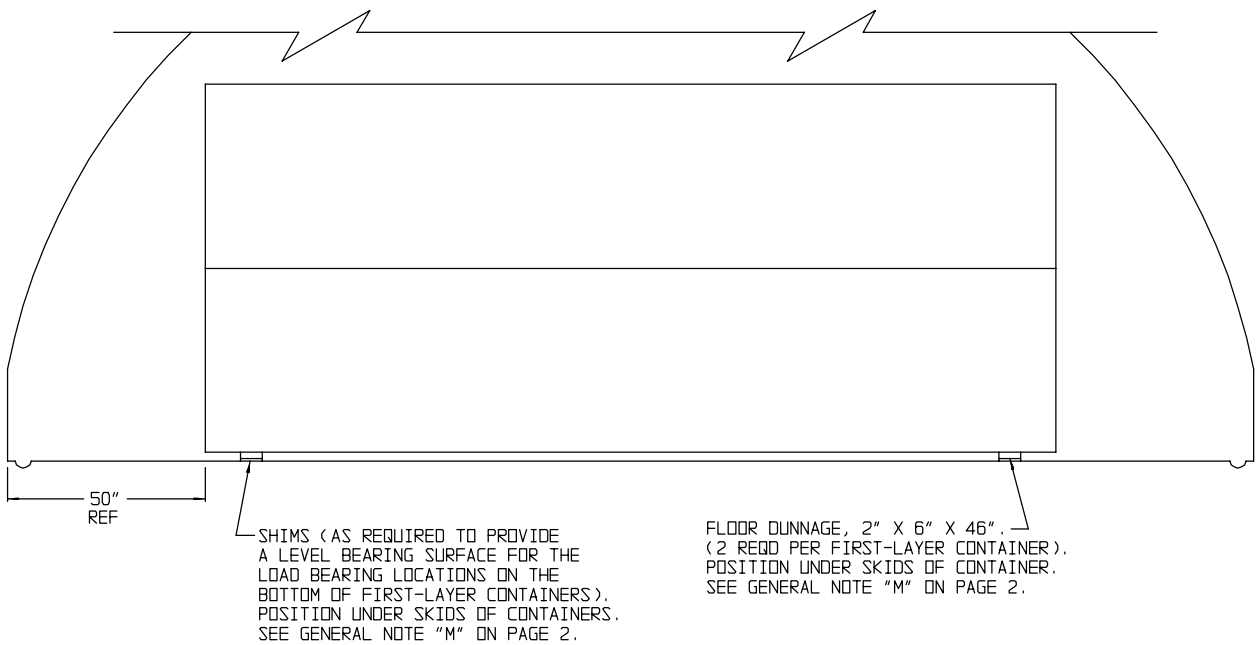 50"
REF
SHIMS (AS REQUIRED TO PROVIDE
A LEVEL BEARING SURFACE FOR THE
LOAD BEARING LOCATIONS ON THE
BOTTOM OF FIRST-LAYER CONTAINERS).
POSITION UNDER SKIDS OF CONTAINERS.
SEE GENERAL NOTE "M" ON PAGE 2.
FLOOR DUNNAGE, 2" X 6" X 46".
(2 REQD PER FIRST-LAYER CONTAINER).
POSITION UNDER SKIDS OF CONTAINER.
SEE GENERAL NOTE "M" ON PAGE 2.